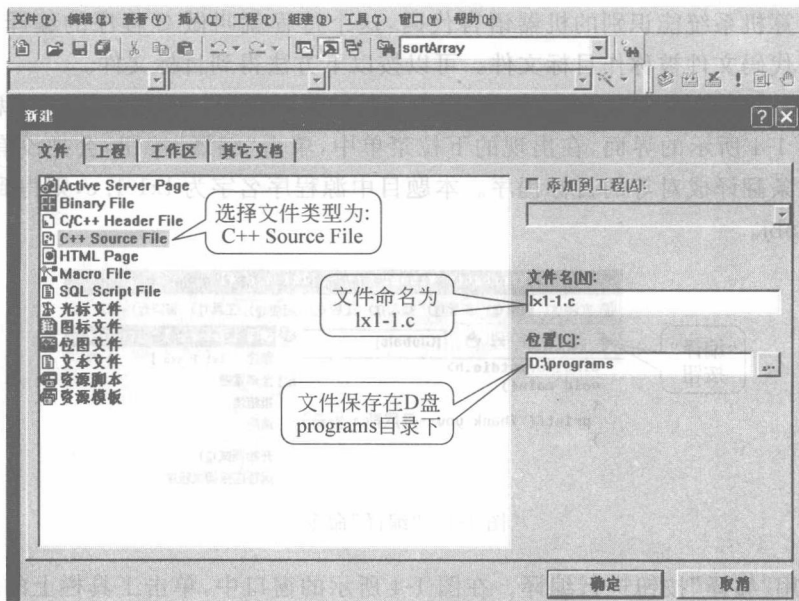 文件(F) 编辑(E) 查看(V) 插入(I) 工程(P) 组建(B) 工具(T) 窗口(W) 帮助(H)
sortArray
新建
文件 工程 工作区 其它文档
Active Server Page
Binary File
C/C++ Header File
C++ Source File
HTML Page
Macro File
SQL Script File
光标文件
图标文件
位图文件
文本文件
资源脚本
资源模板
选择文件类型为:
C++ Source File
添加到工程(A):
文件命名为
lx1-1.c
文件名(N):
lx1-1.c
位置(C):
D:\programs
文件保存在D盘
programs目录下
确定 取消